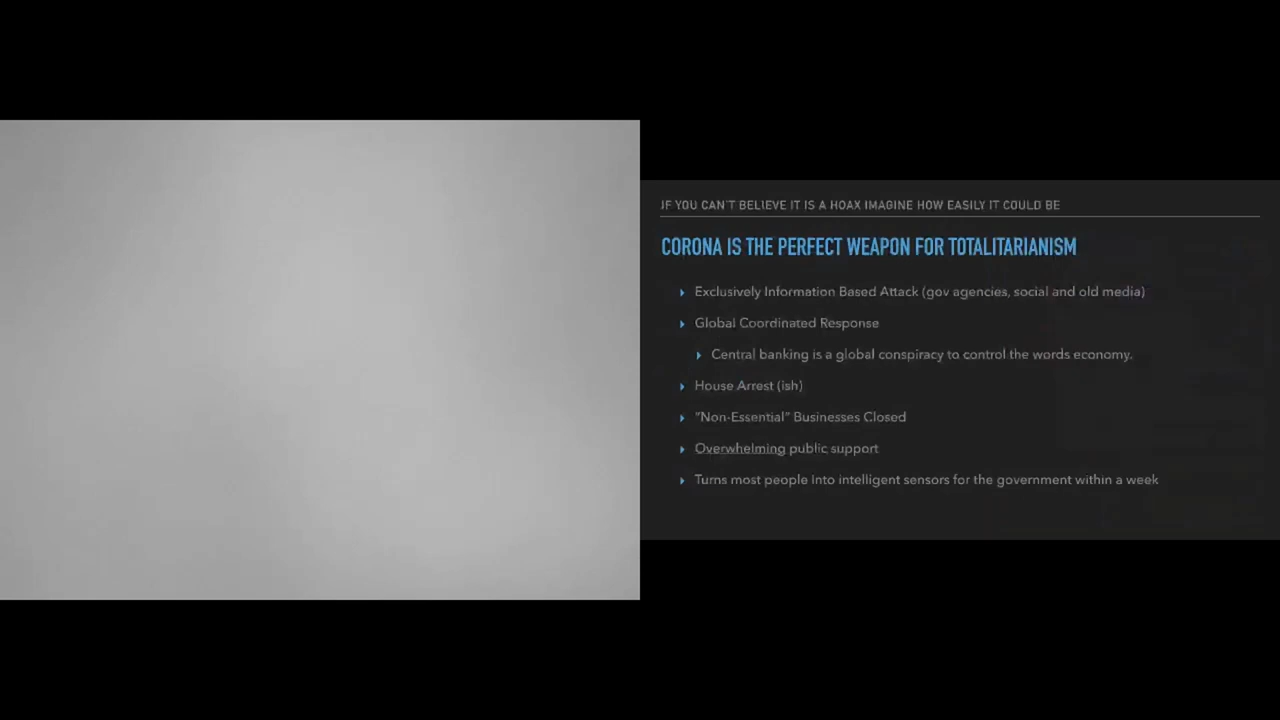 IF YOU CAN'T BELIEVE IT IS A HOAX IMAGINE HOW EASILY IT COULD BE
CORONA IS THE PERFECT WEAPON FOR TOTALITARIANISM
Exclusively Information Based Attack (gov agencies, social and old media)
Global Coordinated Response
Central banking is a global conspiracy to control the words economy.
House Arrest (ish)
"Non-Essential" Businesses Closed
Overwhelming public support
Turns most people into intelligent sensors for the government within a week